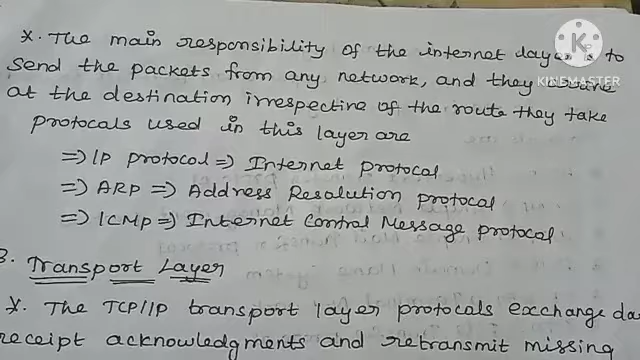 *. The main responsibility of the internet layer is to
send the packets from any network, and they
at the destination irrespective of the route they take
protocals used in this layer are
⇒ IP protocol ⇒ Internet protocal
⇒ ARP ⇒ Address Resolution protocal
⇒ ICMP ⇒ Internet Control Message protocal
3. Transport Layer
*. The TCP/IP transport layer protocals exchange da
receipt acknowledgments and retransmit missing
KINEMASTER